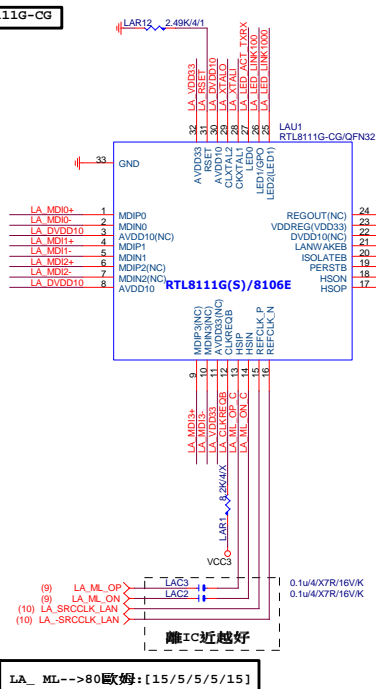 111G-CG
LAR12 2.49K/4/1
LA_VDD33
LA_RSET
LA_DVDD10
LA_XTALO
LA_XTALI
LA_LED_ACT_TXRX
LA_LED_LINK100
LA_LED_LINK1000
32 31 30 29 28 27 26 25
LAU1
RTL8111G-CG/QFN32
AVDD33
RSET
AVDD10
CLXTAL2
CKXTAL1
LED0
LED1/GPO
LED2(LED1)
33 GND
LA_MDI0+ 1 MDIP0
LA_MDI0- 2 MDIN0
LA_DVDD10 3 AVDD10(NC)
LA_MDI1+ 4 MDIP1
LA_MDI1- 5 MDIN1
LA_MDI2+ 6 MDIP2(NC)
LA_MDI2- 7 MDIN2(NC)
LA_DVDD10 8 AVDD10
REGOUT(NC) 24
VDDREG(VDD33) 23
DVDD10(NC) 22
LANWAKEB 21
ISOLATEB 20
PERSTB 19
HSON 18
HSOP 17
RTL8111G(S)/8106E
MDIP3(NC)
MDIN3(NC)
AVDD33(NC)
CLKREQB
HSIP
HSIN
REFCLK_P
REFCLK_N
9 10 11 12 13 14 15 16
LA_MDI3+
LA_MDI3-
LA_VDD33
LA_CLKREQB
LA_ML_OP_C
LA_ML_ON_C
LAR1 8.2K/4/X
VCC3
(9) LA_ML_OP LAC3 0.1u/4/X7R/16V/K
(9) LA_ML_ON LAC2 0.1u/4/X7R/16V/K
(10) LA_SRCCLK_LAN
(10) LA_-SRCCLK_LAN
離IC近越好
LA_ ML-->80歐姆:[15/5/5/5/15]